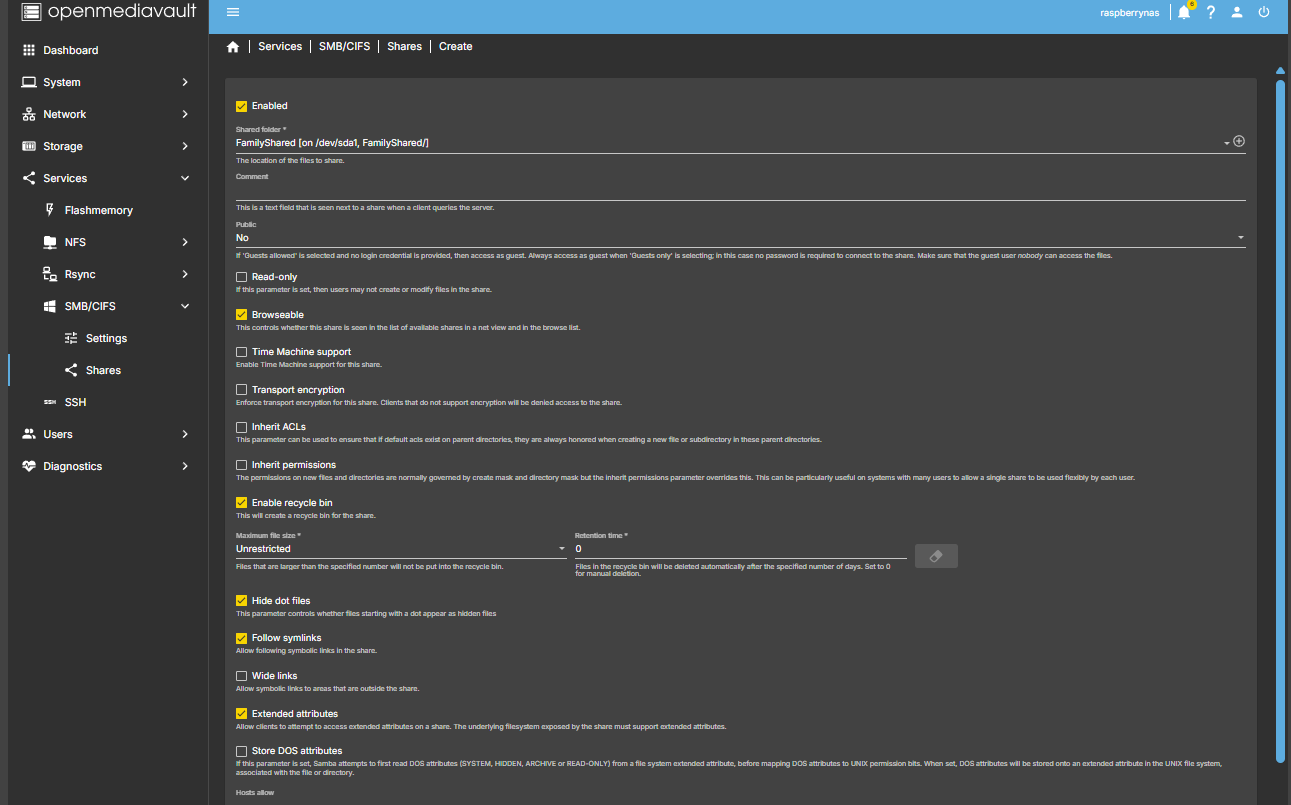 openmediavault
raspberrynas
6
Dashboard
System
Network
Storage
Services
Flashmemory
NFS
Rsync
SMB/CIFS
Settings
Shares
SSH SSH
Users
Diagnostics
Services | SMB/CIFS | Shares | Create
Enabled
Shared folder *
FamilyShared [on /dev/sda1, FamilyShared/]
The location of the files to share.
Comment
This is a text field that is seen next to a share when a client queries the server.
Public
No
If 'Guests allowed' is selected and no login credential is provided, then access as guest. Always access as guest when 'Guests only' is selecting; in this case no password is required to connect to the share. Make sure that the guest user nobody can access the files.
Read-only
If this parameter is set, then users may not create or modify files in the share.
Browseable
This controls whether this share is seen in the list of available shares in a net view and in the browse list.
Time Machine support
Enable Time Machine support for this share.
Transport encryption
Enforce transport encryption for this share. Clients that do not support encryption will be denied access to the share.
Inherit ACLs
This parameter can be used to ensure that if default acls exist on parent directories, they are always honored when creating a new file or subdirectory in these parent directories.
Inherit permissions
The permissions on new files and directories are normally governed by create mask and directory mask but the inherit permissions parameter overrides this. This can be particularly useful on systems with many users to allow a single share to be used flexibly by each user.
Enable recycle bin
This will create a recycle bin for the share.
Maximum file size *
Unrestricted
Files that are larger than the specified number will not be put into the recycle bin.
Retention time *
0
Files in the recycle bin will be deleted automatically after the specified number of days. Set to 0
for manual deletion.
Hide dot files
This parameter controls whether files starting with a dot appear as hidden files
Follow symlinks
Allow following symbolic links in the share.
Wide links
Allow symbolic links to areas that are outside the share.
Extended attributes
Allow clients to attempt to access extended attributes on a share. The underlying filesystem exposed by the share must support extended attributes.
Store DOS attributes
If this parameter is set, Samba attempts to first read DOS attributes (SYSTEM, HIDDEN, ARCHIVE or READ-ONLY) from a file system extended attribute, before mapping DOS attributes to UNIX permission bits. When set, DOS attributes will be stored onto an extended attribute in the UNIX file system,
associated with the file or directory.
Hosts allow